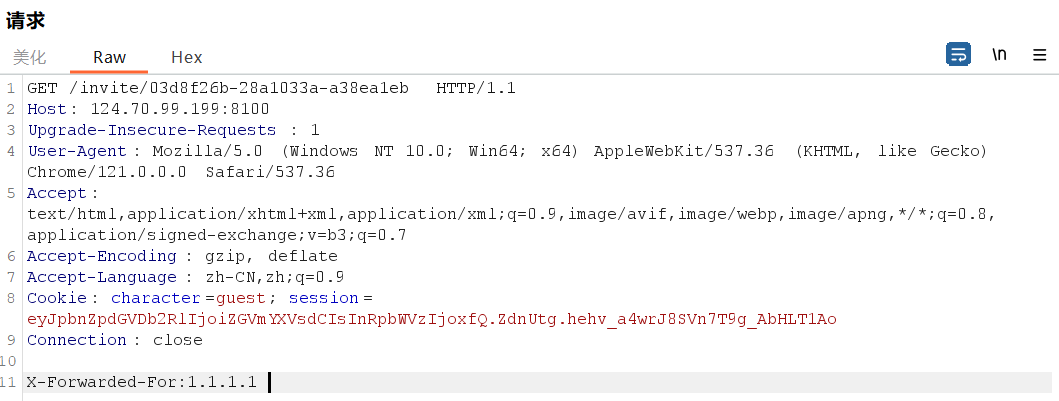 请求
美化 Raw Hex \n
1 GET /invite/03d8f26b-28a1033a-a38ea1eb HTTP/1.1
2 Host: 124.70.99.199:8100
3 Upgrade-Insecure-Requests : 1
4 User-Agent: Mozilla/5.0 (Windows NT 10.0; Win64; x64) AppleWebKit/537.36 (KHTML, like Gecko)
Chrome/121.0.0.0 Safari/537.36
5 Accept:
text/html,application/xhtml+xml,application/xml;q=0.9,image/avif,image/webp,image/apng,*/*;q=0.8,
application/signed-exchange;v=b3;q=0.7
6 Accept-Encoding : gzip, deflate
7 Accept-Language : zh-CN,zh;q=0.9
8 Cookie: character=guest; session=
eyJpbnZpdGVDb2RlIjoiZGVmYXVsdCIsInRpbWVzIjoxfQ.ZdnUtg.hehv_a4wrJ8SVn7T9g_AbHLT1Ao
9 Connection: close
10
11 X-Forwarded-For:1.1.1.1